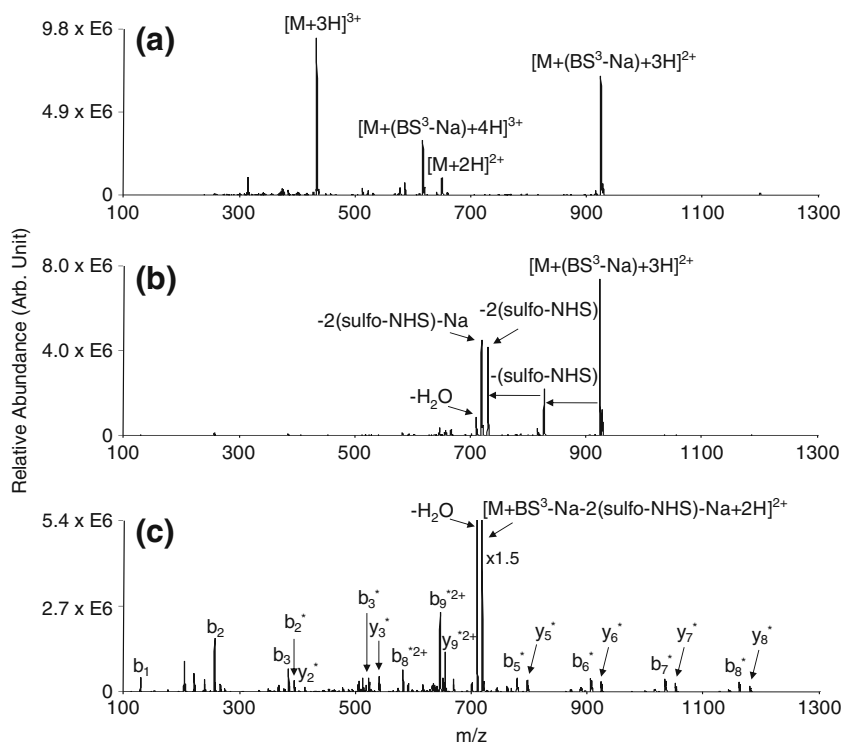 Relative Abundance (Arb. Unit)
(a)
9.8 x E6
4.9 x E6
0
[M+3H]³⁺
[M+(BS³-Na)+4H]³⁺
[M+2H]²⁺
[M+(BS³-Na)+3H]²⁺
100 300 500 700 900 1100 1300
(b)
8.0 x E6
4.0 x E6
0
[M+(BS³-Na)+3H]²⁺
-2(sulfo-NHS)-Na
-2(sulfo-NHS)
-(sulfo-NHS)
-H₂O
100 300 500 700 900 1100 1300
(c)
5.4 x E6
2.7 x E6
0
-H₂O
[M+BS³-Na-2(sulfo-NHS)-Na+2H]²⁺
x1.5
b₁
b₂
b₃
b₂*
y₂*
b₃*
y₃*
b₈*²⁺
b₉*²⁺
y₉*²⁺
b₅*
y₅*
b₆*
y₆*
b₇*
y₇*
b₈*
y₈*
100 300 500 700 900 1100 1300
m/z